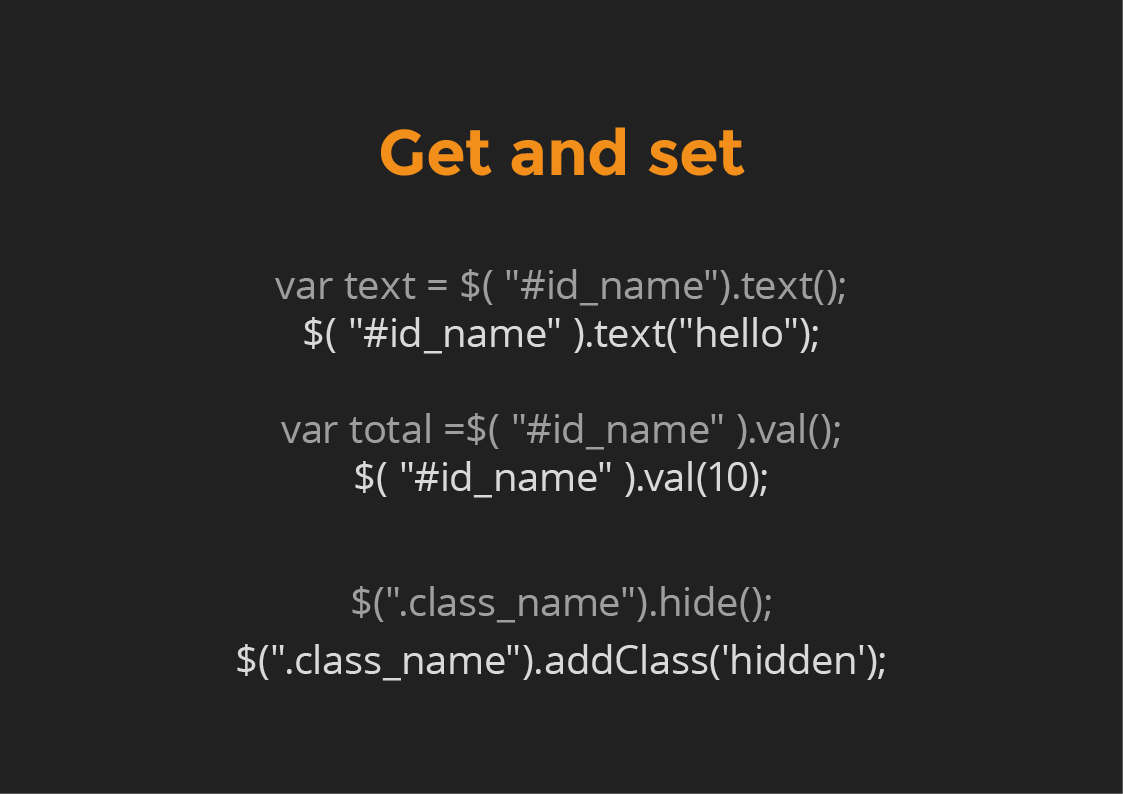 Get and set
var text = $( "#id_name").text();
$( "#id_name" ).text("hello");
var total =$( "#id_name" ).val();
$( "#id_name" ).val(10);
$(".class_name").hide();
$(".class_name").addClass('hidden');